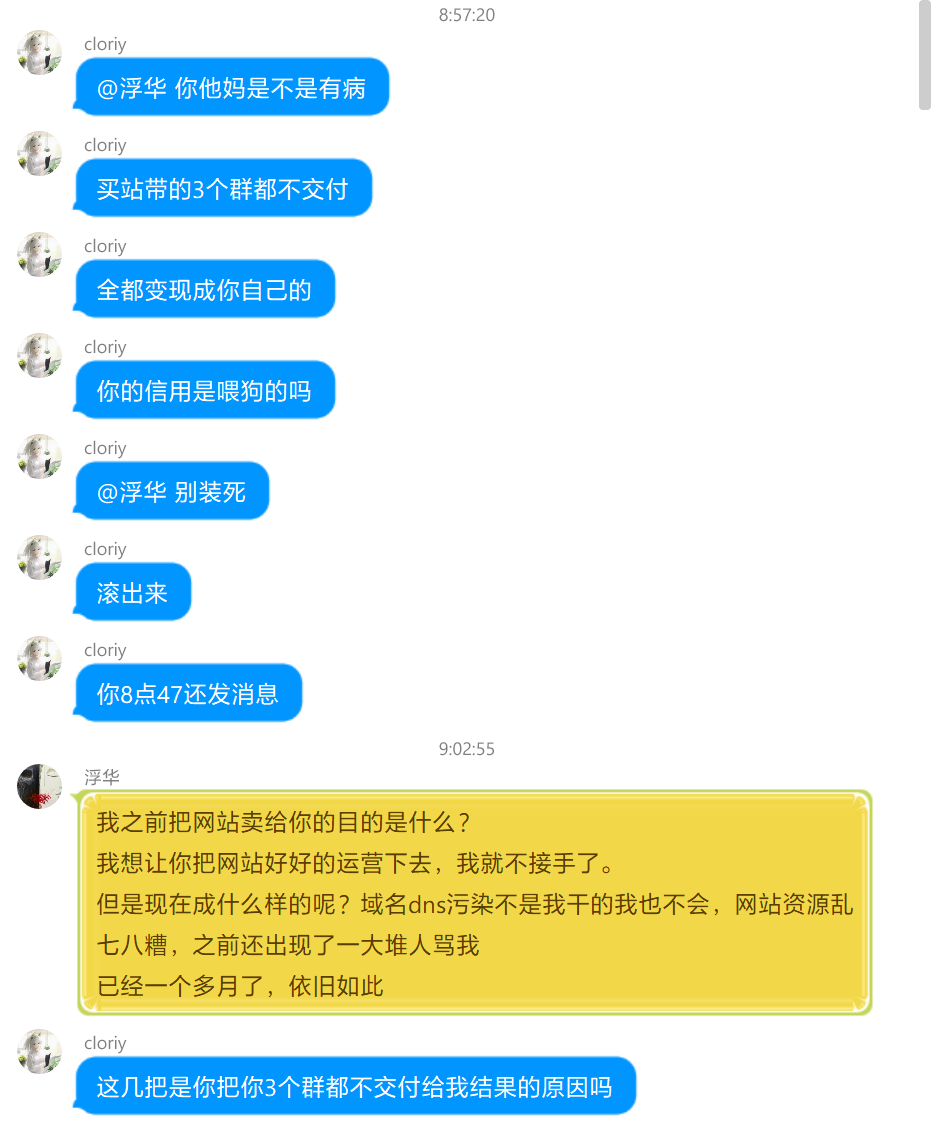 8:57:20
cloriy
@浮华 你他妈是不是有病
cloriy
买站带的3个群都不交付
cloriy
全都变现成你自己的
cloriy
你的信用是喂狗的吗
cloriy
@浮华 别装死
cloriy
滚出来
cloriy
你8点47还发消息
9:02:55
浮华
我之前把网站卖给你的目的是什么？
我想让你把网站好好的运营下去，我就不接手了。
但是现在成什么样的呢？域名dns污染不是我干的我也不会，网站资源乱
七八糟，之前还出现了一大堆人骂我
已经一个多月了，依旧如此
cloriy
这几把是你把你3个群都不交付给我结果的原因吗